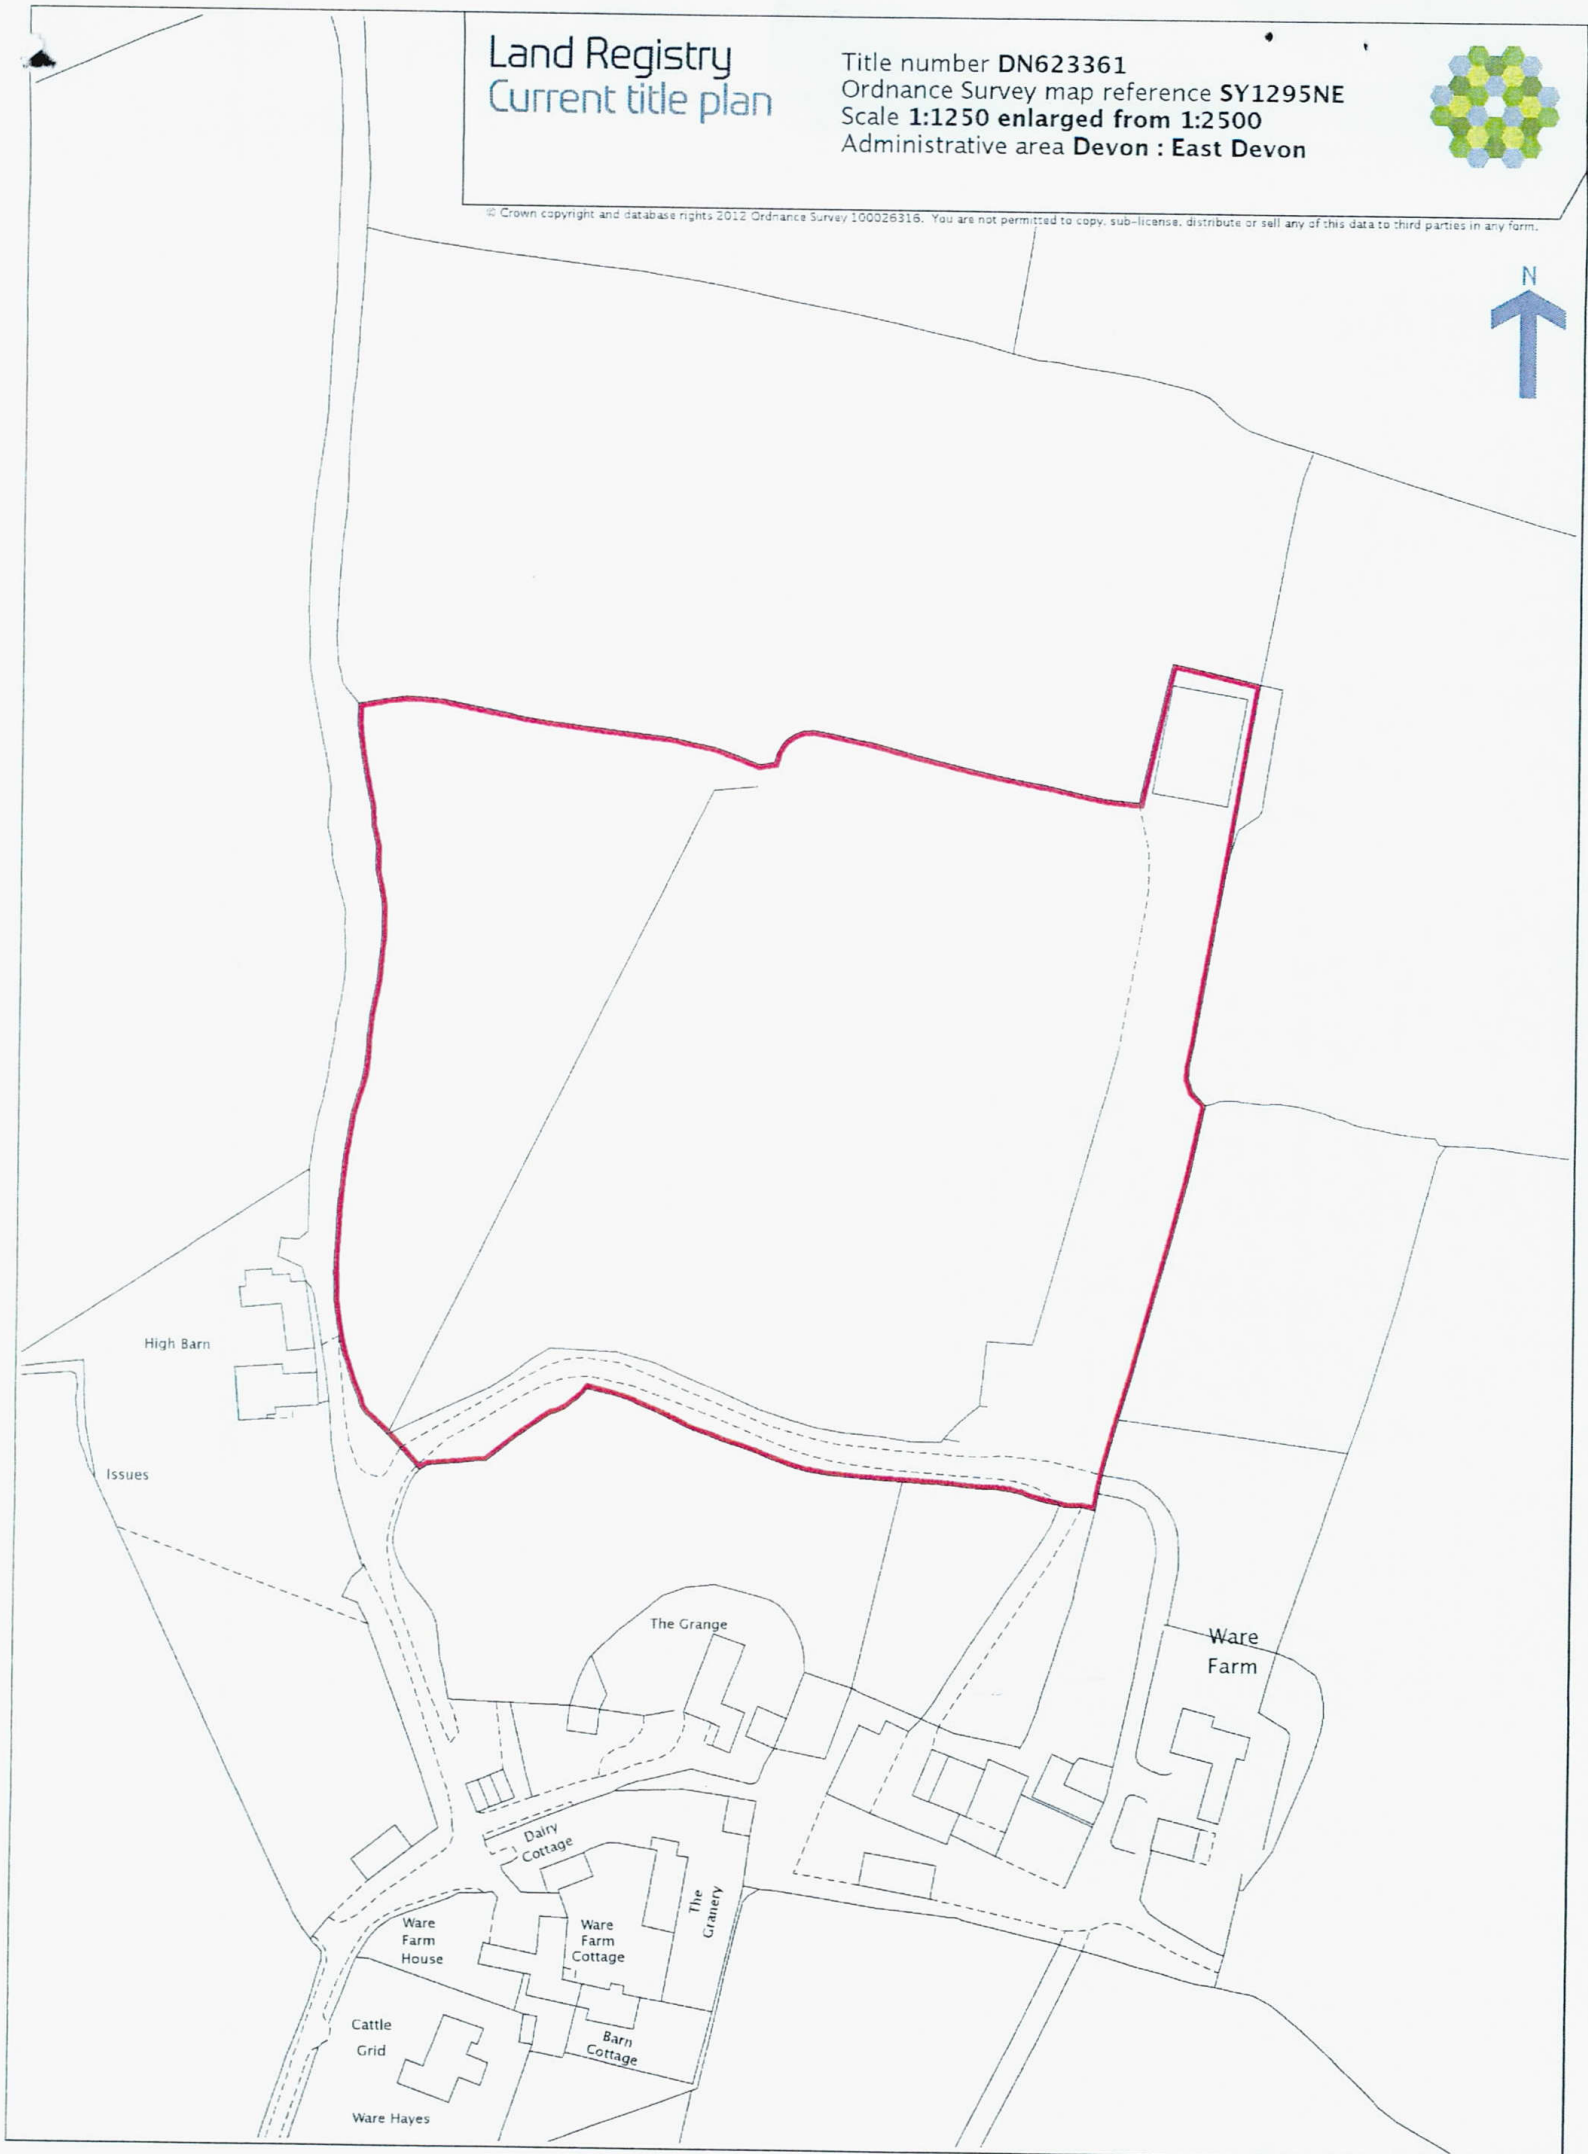 Land Registry
Current title plan
Title number DN623361
Ordnance Survey map reference SY1295NE
Scale 1:1250 enlarged from 1:2500
Administrative area Devon : East Devon
© Crown copyright and database rights 2012 Ordnance Survey 100026316. You are not permitted to copy, sub-license, distribute or sell any of this data to third parties in any form.
N
High Barn
Issues
The Grange
Ware
Farm
Dairy
Cottage
The
Granery
Ware
Farm
House
Ware
Farm
Cottage
Cattle
Grid
Barn
Cottage
Ware Hayes